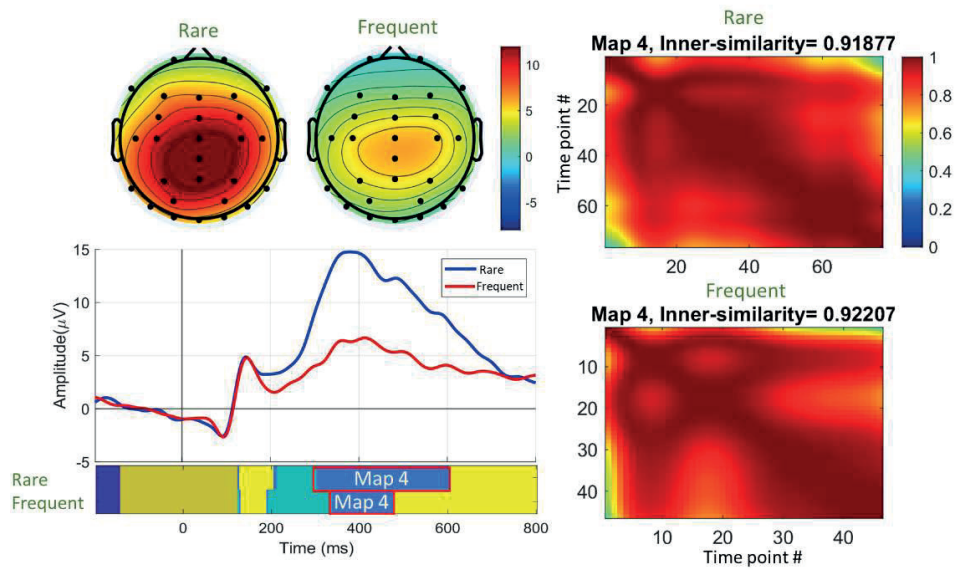 Rare
Frequent
10
5
0
-5
Rare
Map 4, Inner-similarity= 0.91877
Time point #
20
40
60
20
40
60
1
0.8
0.6
0.4
0.2
0
15
10
5
0
-5
Amplitude(μV)
Rare
Frequent
Rare
Frequent
Map 4
Map 4
0
200
400
600
800
Time (ms)
Frequent
Map 4, Inner-similarity= 0.92207
10
20
30
40
10
20
30
40
Time point #